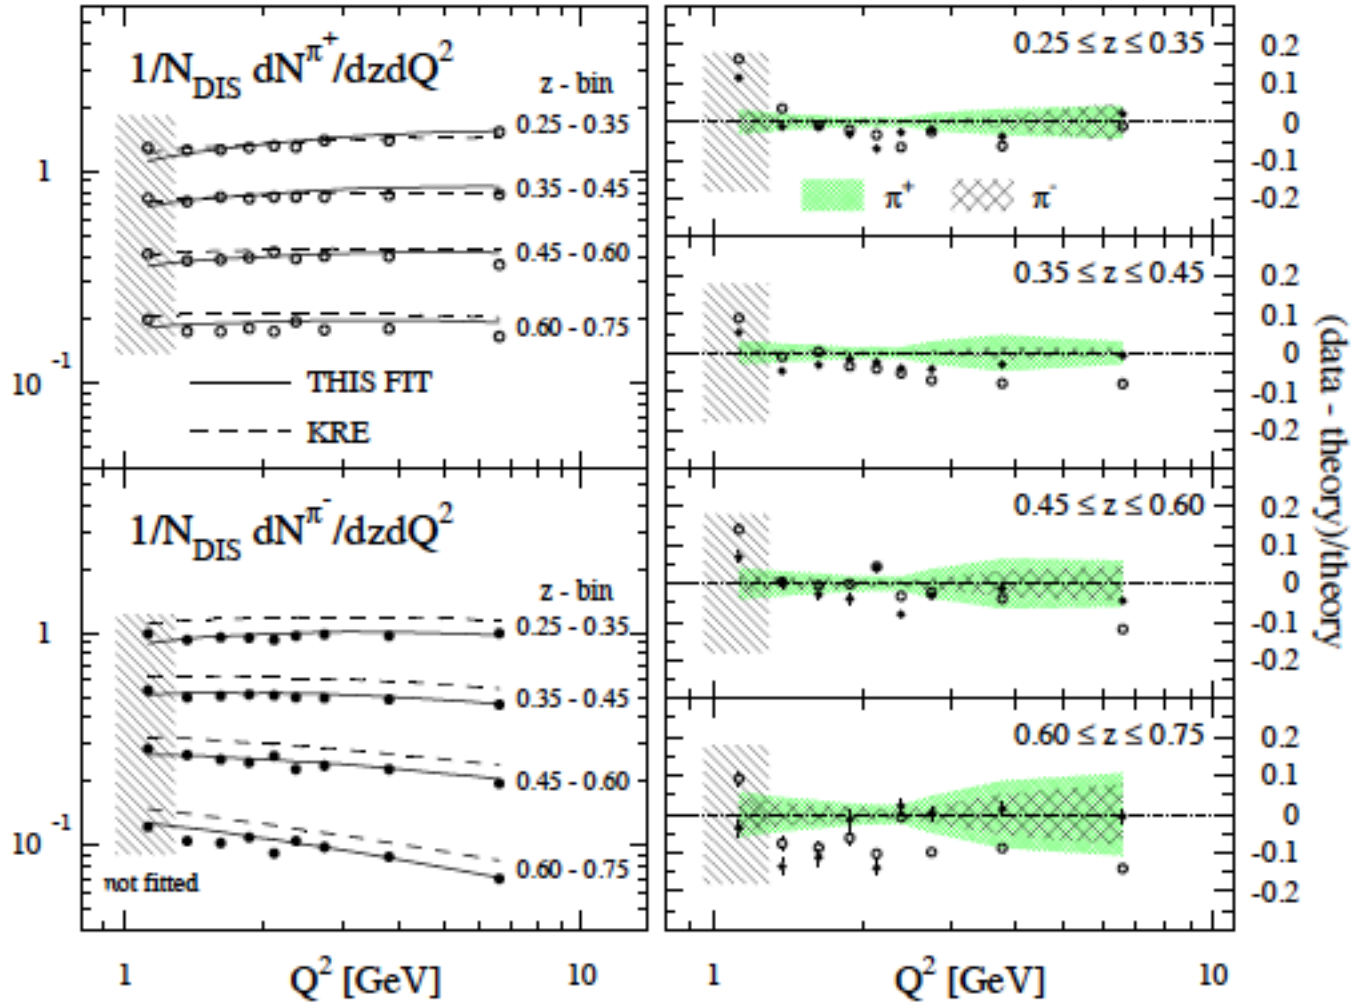 1/N_DIS dN^π+/dzdQ^2
z - bin
0.25 - 0.35
1
0.35 - 0.45
0.45 - 0.60
0.60 - 0.75
10^-1
THIS FIT
KRE
1/N_DIS dN^π-/dzdQ^2
z - bin
0.25 - 0.35
1
0.35 - 0.45
0.45 - 0.60
10^-1
0.60 - 0.75
not fitted
1
10
Q^2 [GeV]
0.25 ≤ z ≤ 0.35
0.2
0.1
0
-0.1
-0.2
π+
π-
0.35 ≤ z ≤ 0.45
0.2
0.1
0
-0.1
-0.2
0.45 ≤ z ≤ 0.60
0.2
0.1
0
-0.1
-0.2
0.60 ≤ z ≤ 0.75
0.2
0.1
0
-0.1
-0.2
(data - theory)/theory
1
10
Q^2 [GeV]